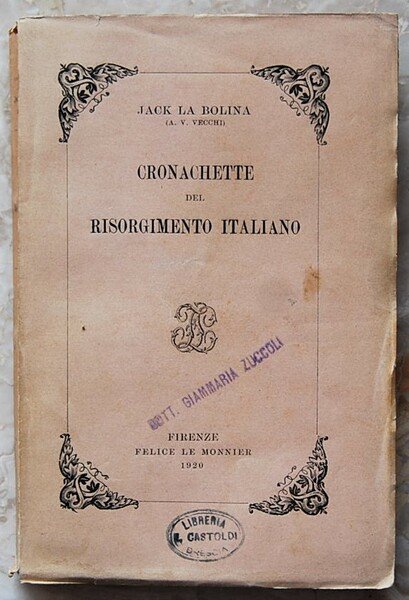 JACK LA BOLINA
(A. V. VECCHI)
CRONACHETTE
DEL
RISORGIMENTO ITALIANO
DOTT. GIAMMARIA ZUCCOLI
FIRENZE
FELICE LE MONNIER
1920
LIBRERIA
CASTOLDI
BRESCIA